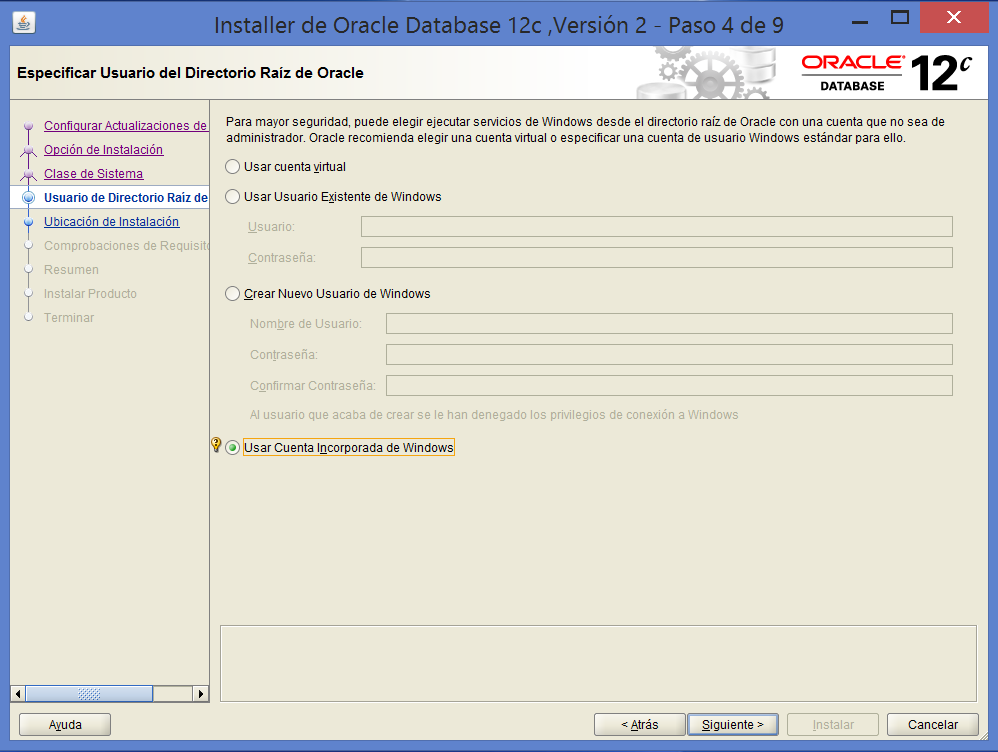 Installer de Oracle Database 12c ,Versión 2 - Paso 4 de 9
Especificar Usuario del Directorio Raíz de Oracle
ORACLE
DATABASE
12c
Configurar Actualizaciones de
Opción de Instalación
Clase de Sistema
Usuario de Directorio Raíz de
Ubicación de Instalación
Comprobaciones de Requisito
Resumen
Instalar Producto
Terminar
Para mayor seguridad, puede elegir ejecutar servicios de Windows desde el directorio raíz de Oracle con una cuenta que no sea de
administrador. Oracle recomienda elegir una cuenta virtual o especificar una cuenta de usuario Windows estándar para ello.
Usar cuenta virtual
Usar Usuario Existente de Windows
Usuario:
Contraseña:
Crear Nuevo Usuario de Windows
Nombre de Usuario:
Contraseña:
Confirmar Contraseña:
Al usuario que acaba de crear se le han denegado los privilegios de conexión a Windows
Usar Cuenta Incorporada de Windows
Ayuda
< Atrás
Siguiente >
Instalar
Cancelar